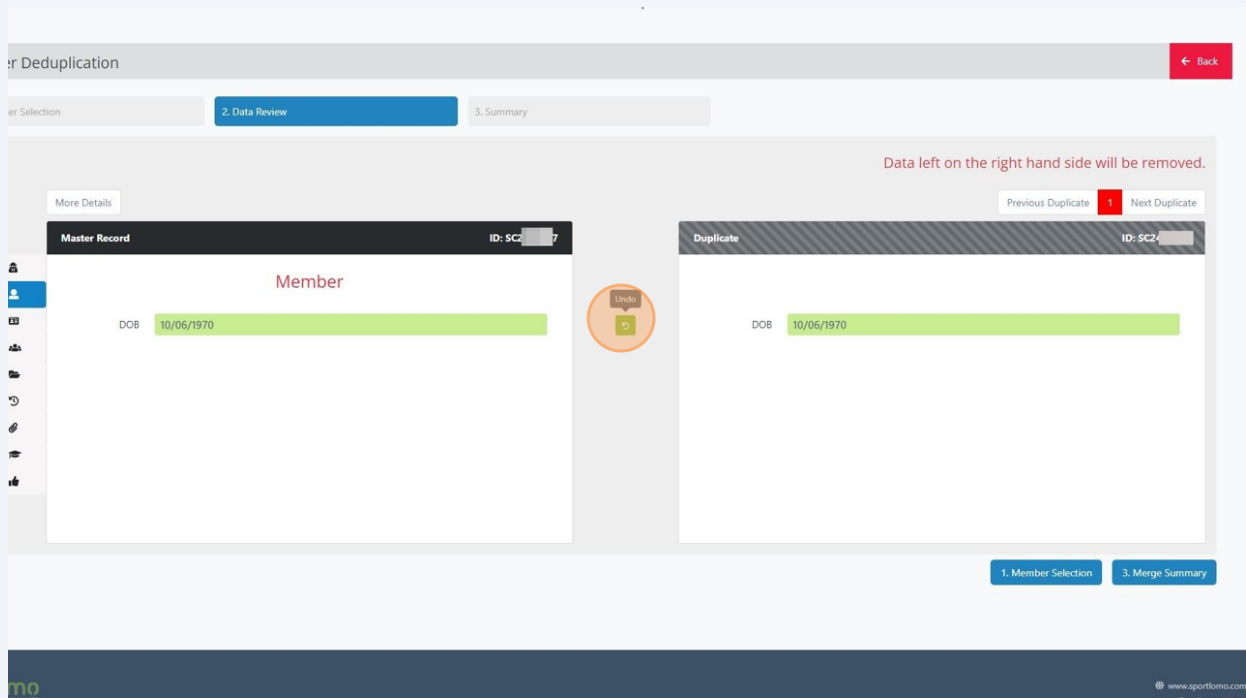 er Deduplication
← Back
er Selection
2. Data Review
3. Summary
Data left on the right hand side will be removed.
More Details
Previous Duplicate 1 Next Duplicate
Master Record ID: SC2 7
Duplicate ID: SC24
Member
Undo
DOB 10/06/1970
DOB 10/06/1970
1. Member Selection
3. Merge Summary
mo
www.sportlomo.com